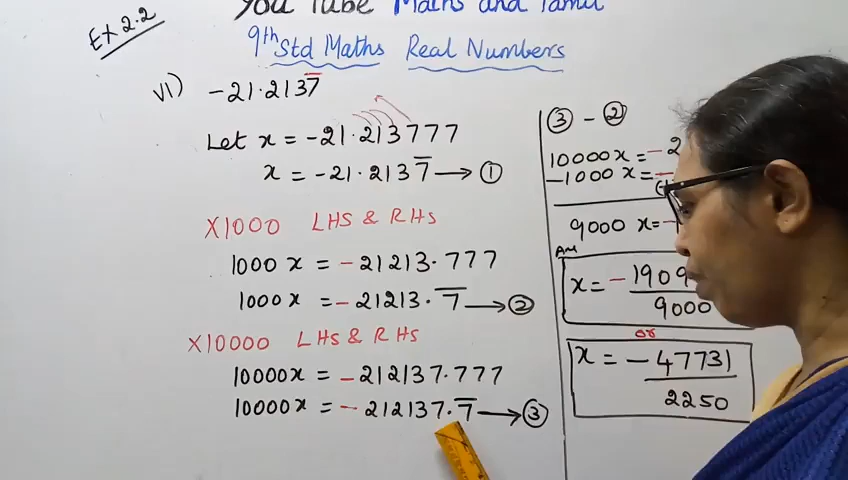 You Tube Maths and Tamil
Ex 2.2
9th Std Maths Real Numbers
VI) -21.2137̅
Let x = -21.213777
x = -21.2137̅ → ①
X1000 LHS & RHS
1000 x = -21213.777
1000 x = -21213.7̅ → ②
X10000 LHS & RHS
10000x = -212137.777
10000x = -212137.7̅ → ③
③ - ②
10000x = -2
-1000 x = -
(+)
9000 x = -
Ans
x = -1909
9000
or
x = - 47731
2250